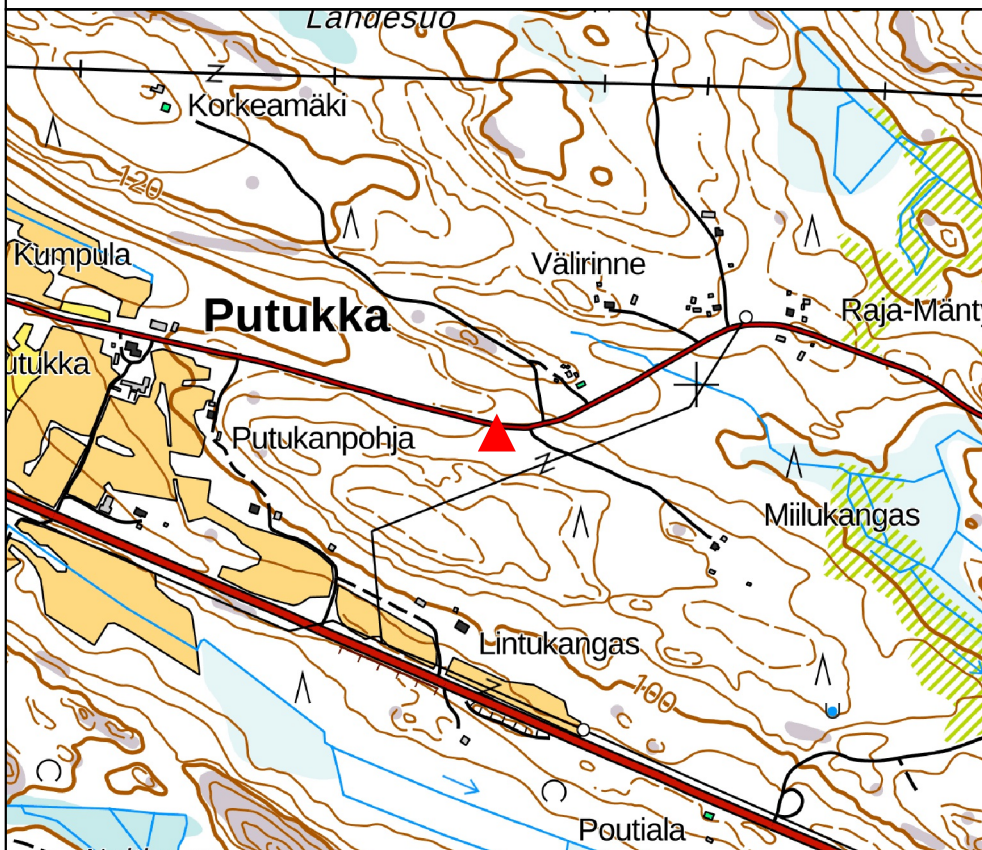 Lahdesuo
Korkeamäki
120
Kumpula
Välirinne
Putukka
Raja-Mänty
utukka
Putukanpohja
Miilukangas
Lintukangas
100
Poutiala